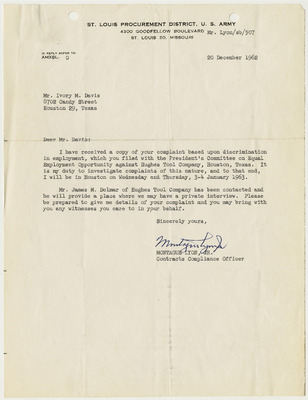 ST. LOUIS PROCUREMENT DISTRICT, U. S. ARMY
4300 GOODFELLOW BOULEVARD
Mr. Lyon/sb/507
ST. LOUIS 20, MISSOURI
IN REPLY REFER TO:
20 December 1962
Mr. Ivory M. Davis
Candy Street
Houston 29, Texas
Dear Mr. Davis:
I have received a copy of your complaint based upon discrimination
in employment, which you filed with the President's Committee on Equal
Employment Opportunity against Hughes Tool Company, Houston, Texas. It
is my duty to investigate complaints of this nature, and to that end,
I will be in Houston on Wednesday and Thursday, 3-4 January 1963.
Mr. James M. Delmar of Hughes Tool Company has been contacted and
he will provide a place where we may have a private interview. Please
be prepared to give me details of your complaint and you may bring with
you any witnesses you care to in your behalf.
Sincerely yours,
Montague Lyon Jr
MONTAGUE LYON, JR.
Contracts Compliance Officer